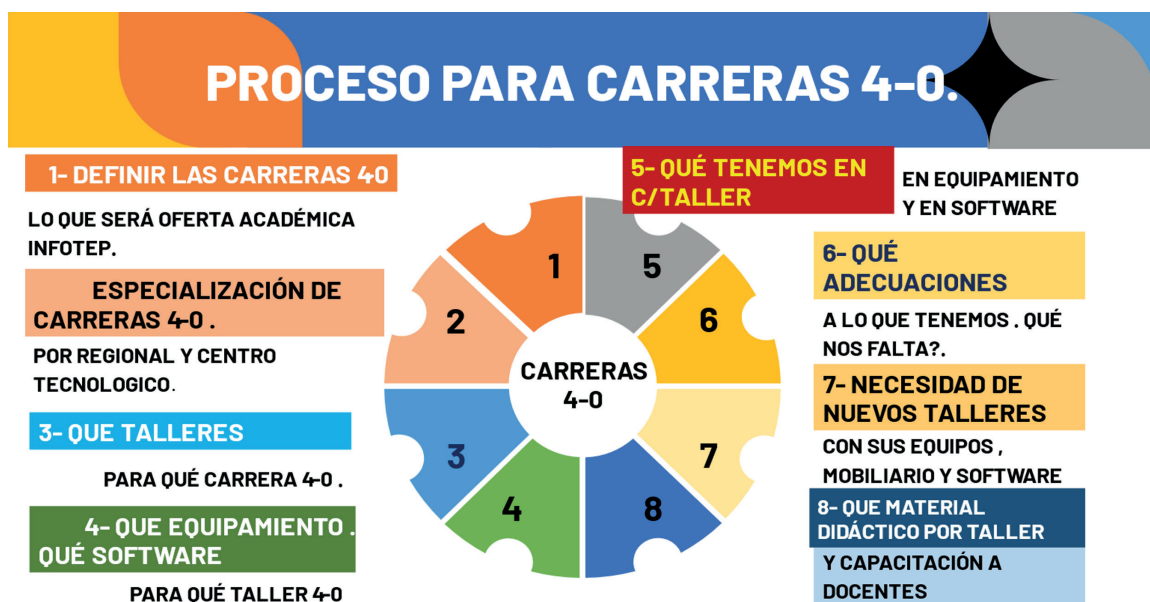 PROCESO PARA CARRERAS 4-0.
1- DEFINIR LAS CARRERAS 40
LO QUE SERÁ OFERTA ACADÉMICA
INFOTEP.
ESPECIALIZACIÓN DE
CARRERAS 4-0 .
POR REGIONAL Y CENTRO
TECNOLOGICO.
3- QUE TALLERES
PARA QUÉ CARRERA 4-0 .
4- QUE EQUIPAMIENTO .
QUÉ SOFTWARE
PARA QUÉ TALLER 4-0
1
2
3
4
5
6
7
8
CARRERAS
4-0
5- QUÉ TENEMOS EN
C/TALLER
EN EQUIPAMIENTO
Y EN SOFTWARE
6- QUÉ
ADECUACIONES
A LO QUE TENEMOS . QUÉ
NOS FALTA?.
7- NECESIDAD DE
NUEVOS TALLERES
CON SUS EQUIPOS ,
MOBILIARIO Y SOFTWARE
8- QUE MATERIAL
DIDÁCTICO POR TALLER
Y CAPACITACIÓN A
DOCENTES